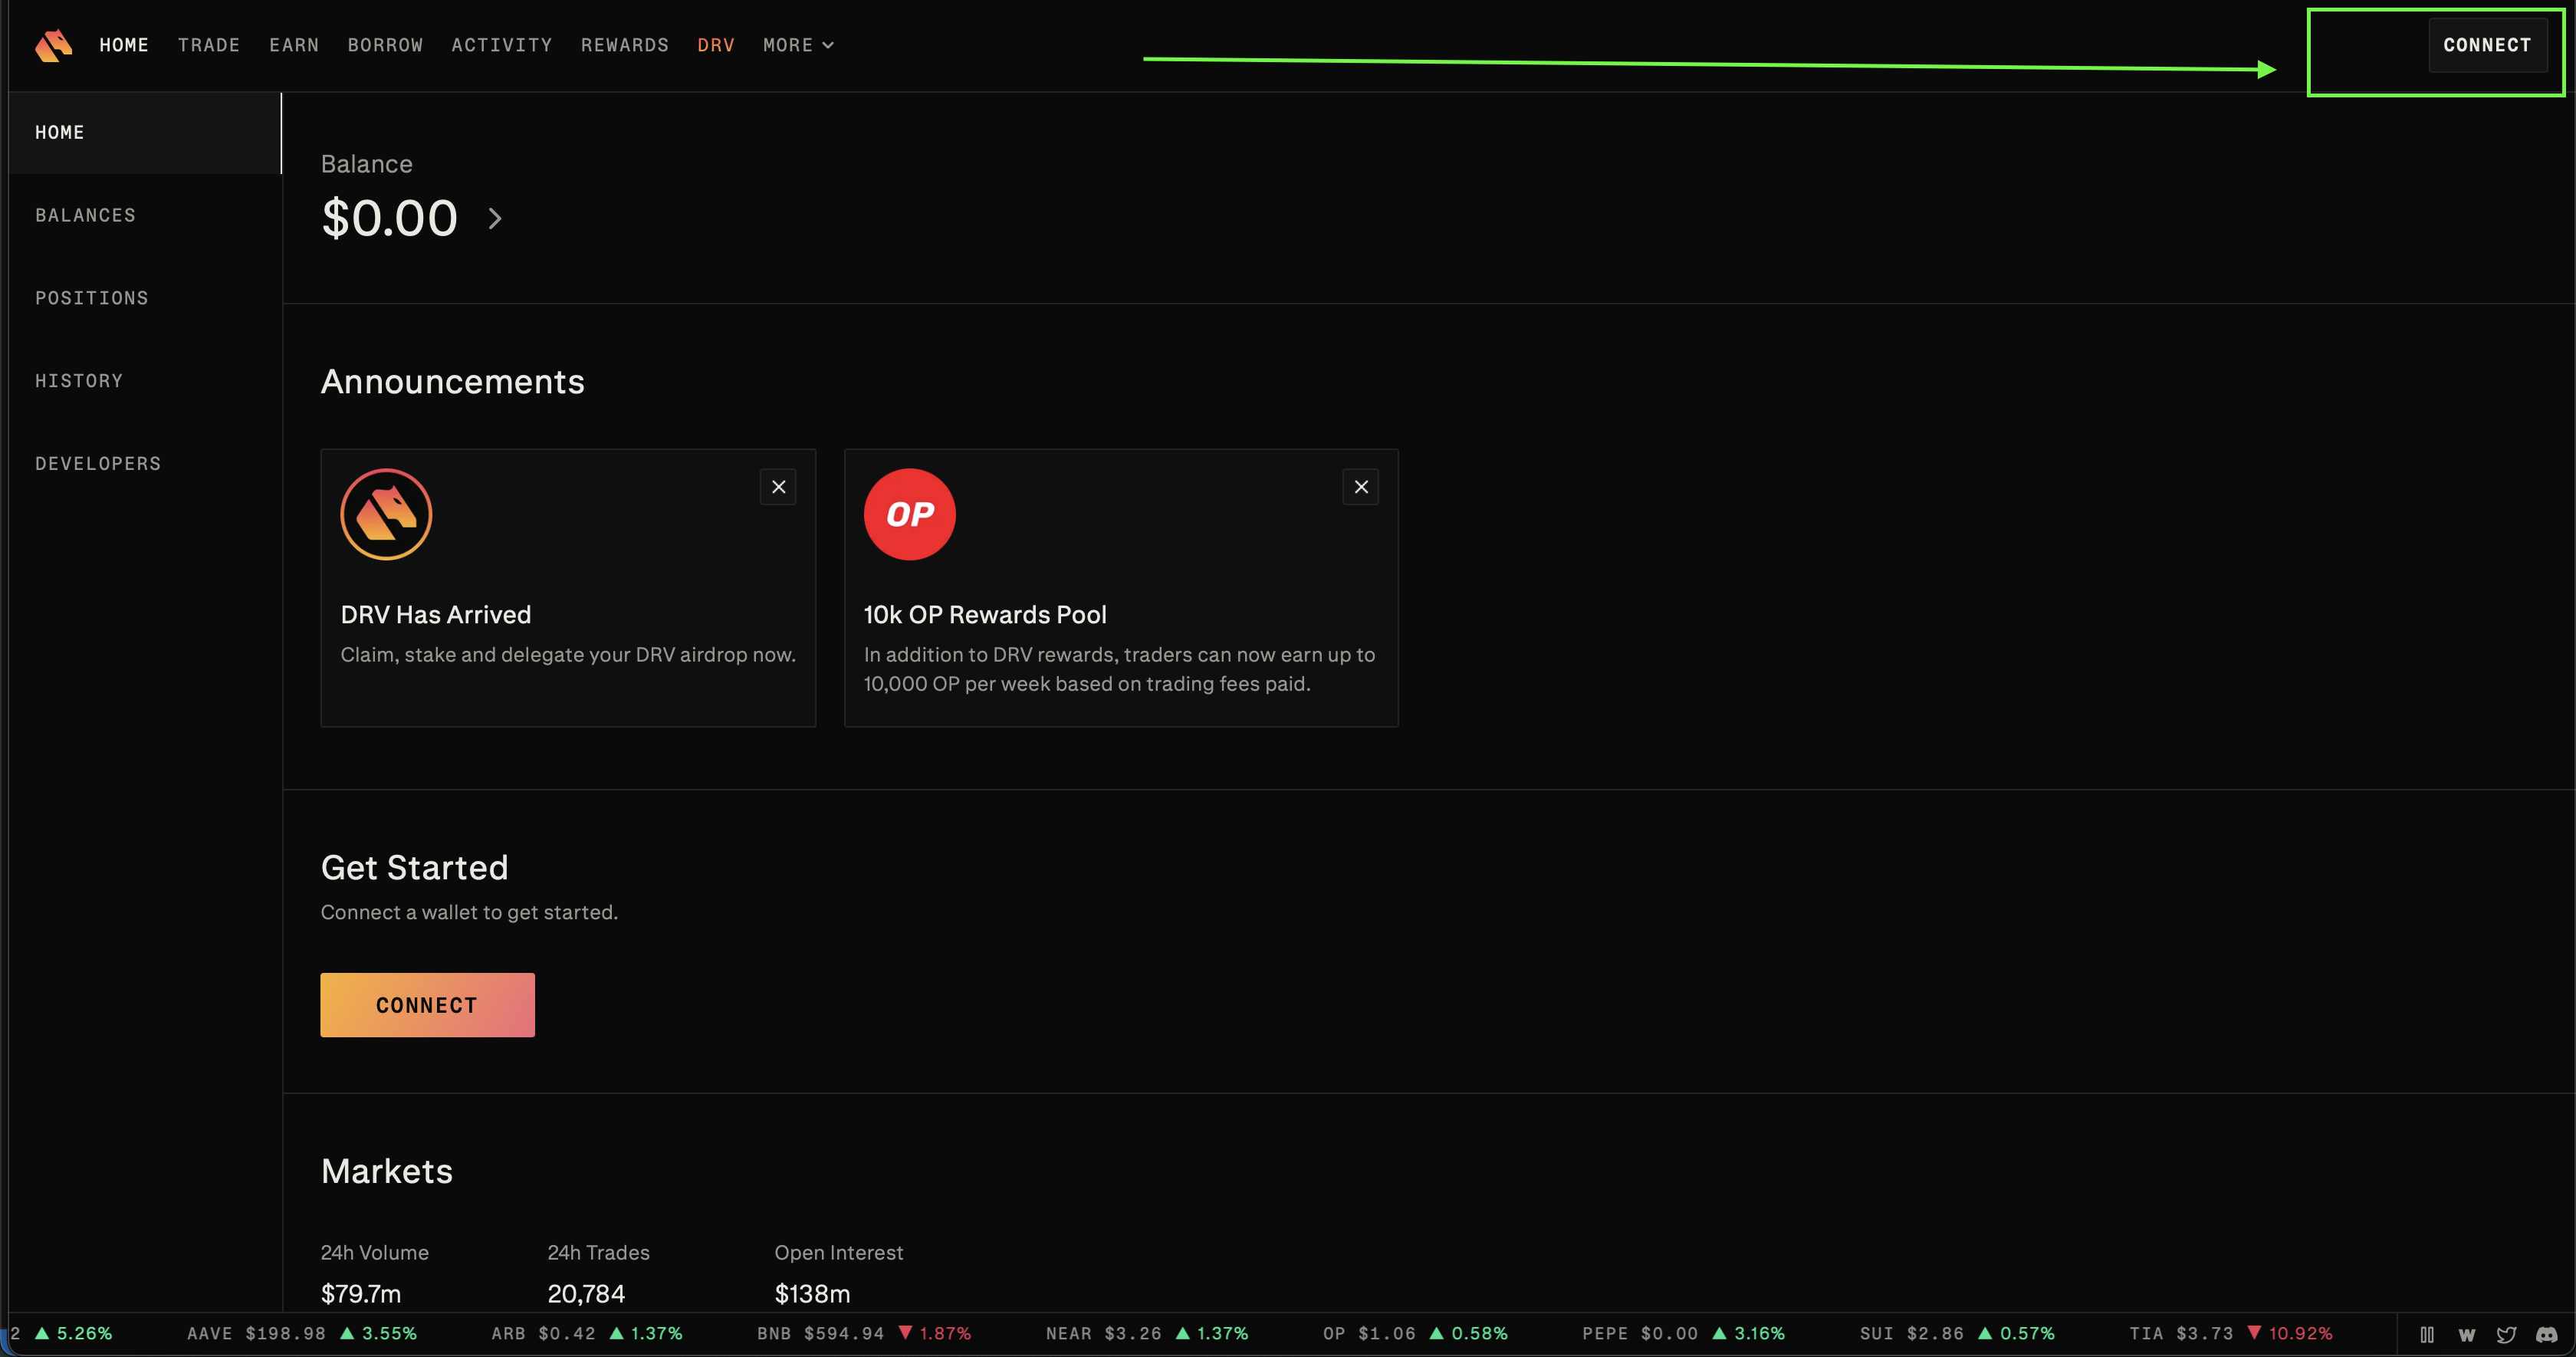 HOME TRADE EARN BORROW ACTIVITY REWARDS DRV MORE
CONNECT
HOME
BALANCES
POSITIONS
HISTORY
DEVELOPERS
Balance
$0.00
Announcements
DRV Has Arrived
Claim, stake and delegate your DRV airdrop now.
OP
10k OP Rewards Pool
In addition to DRV rewards, traders can now earn up to
10,000 OP per week based on trading fees paid.
Get Started
Connect a wallet to get started.
CONNECT
Markets
24h Volume 24h Trades Open Interest
$79.7m 20,784 $138m
2 ▲ 5.26% AAVE $198.98 ▲ 3.55% ARB $0.42 ▲ 1.37% BNB $594.94 ▼ 1.87% NEAR $3.26 ▲ 1.37% OP $1.06 ▲ 0.58% PEPE $0.00 ▲ 3.16% SUI $2.86 ▲ 0.57% TIA $3.73 ▼ 10.92%